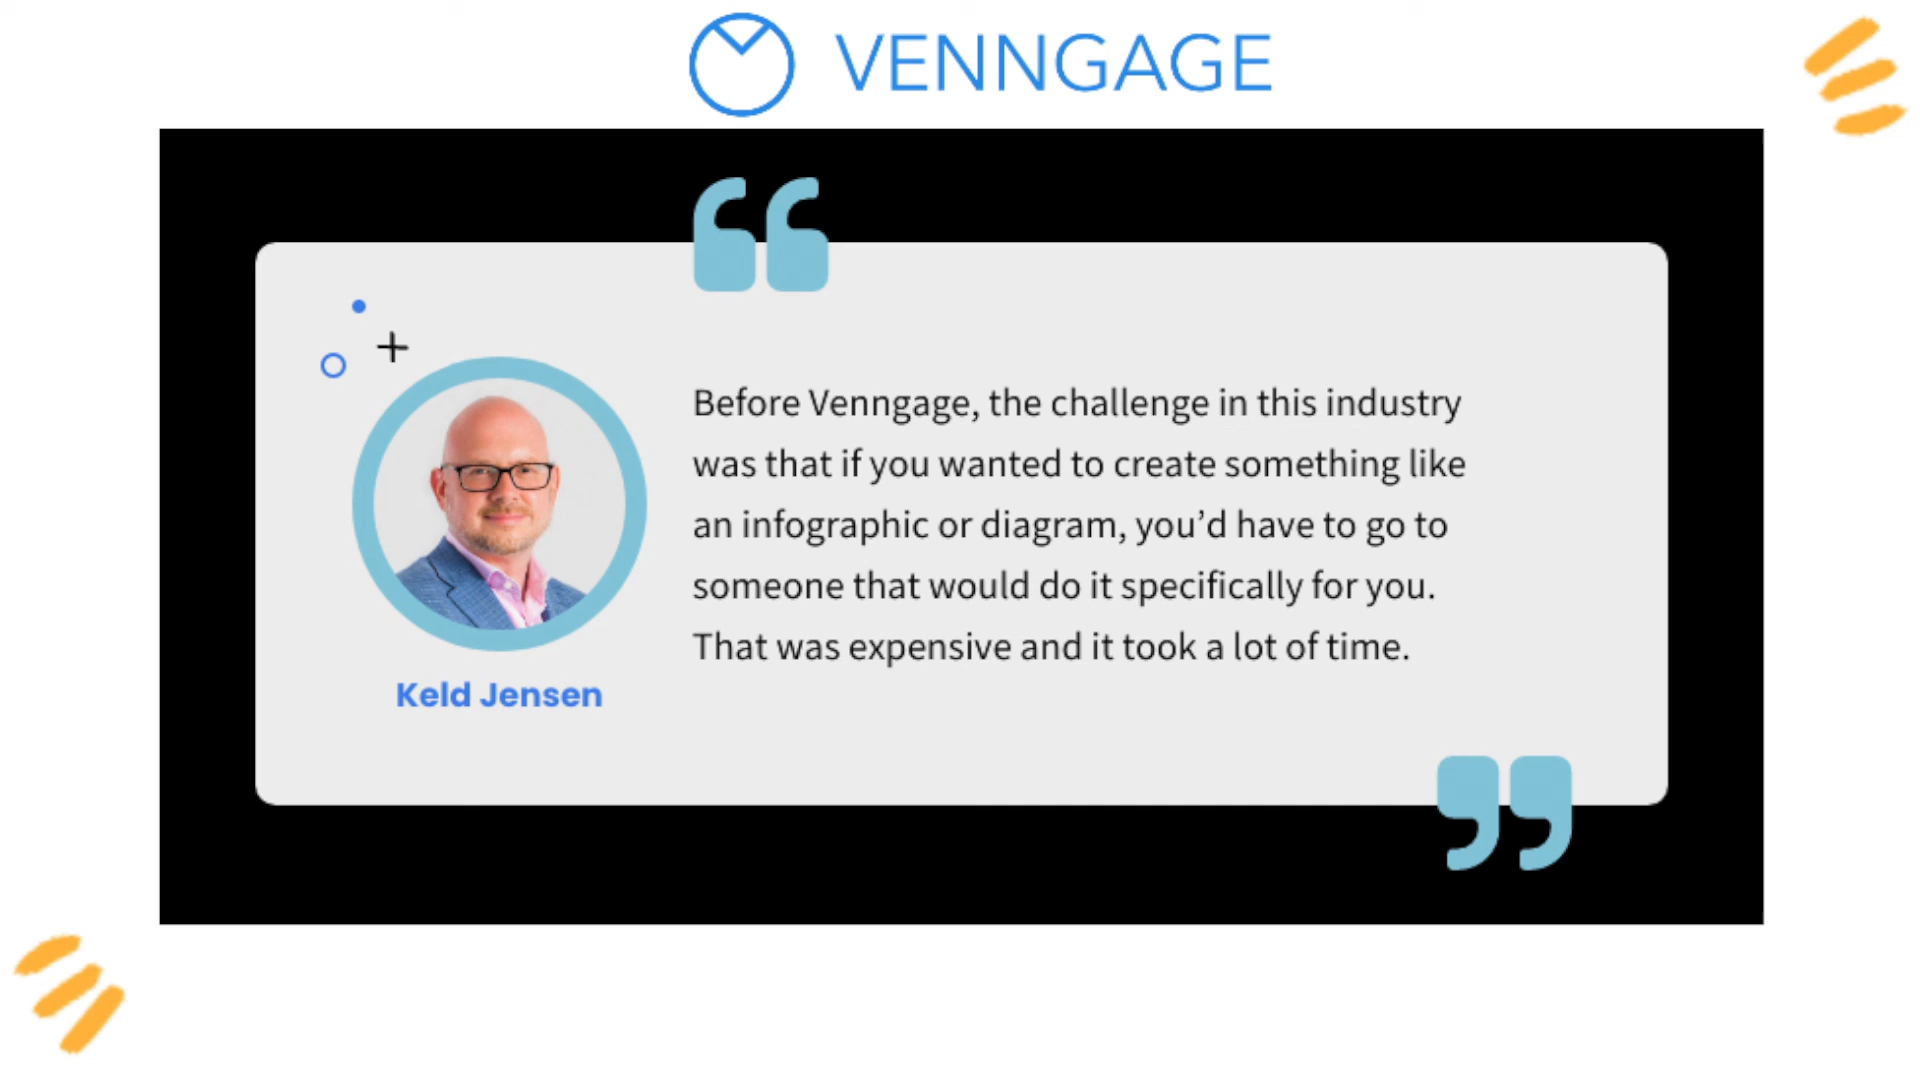 VENNGAGE
Before Venngage, the challenge in this industry
was that if you wanted to create something like
an infographic or diagram, you’d have to go to
someone that would do it specifically for you.
That was expensive and it took a lot of time.
Keld Jensen